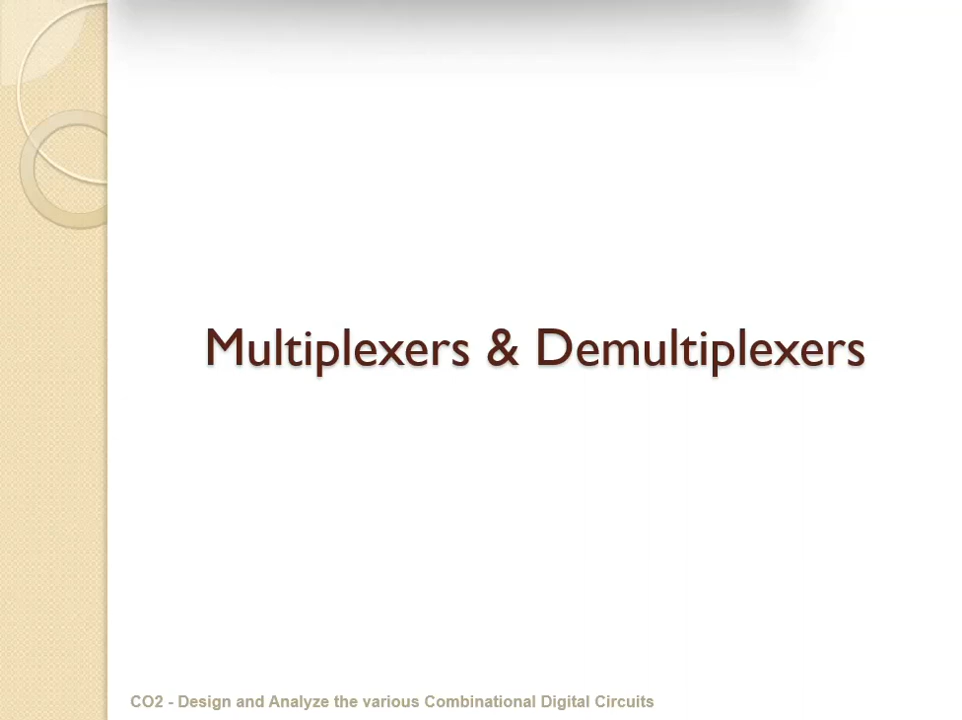 Multiplexers & Demultiplexers
CO2 - Design and Analyze the various Combinational Digital Circuits